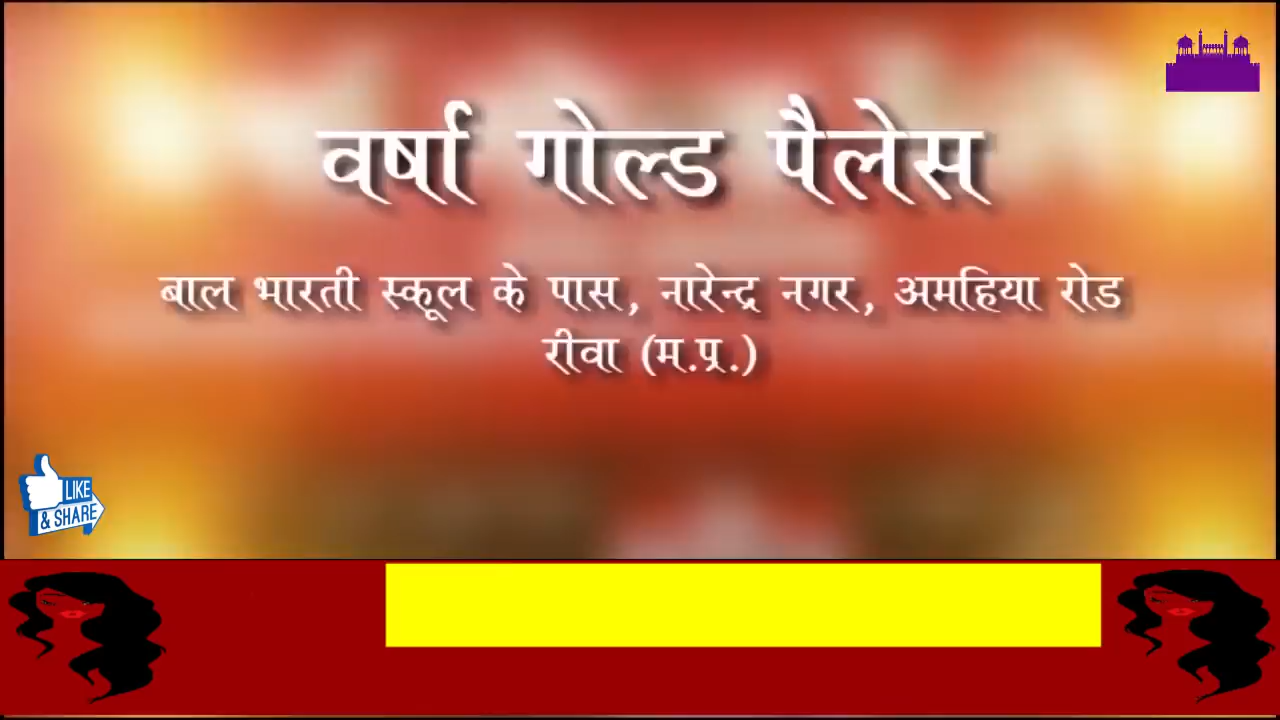 वर्षा गोल्ड पैलेस
बाल भारती स्कूल के पास, नारेन्द्र नगर, अमहिया रोड
रीवा (म.प्र.)
LIKE
& SHARE